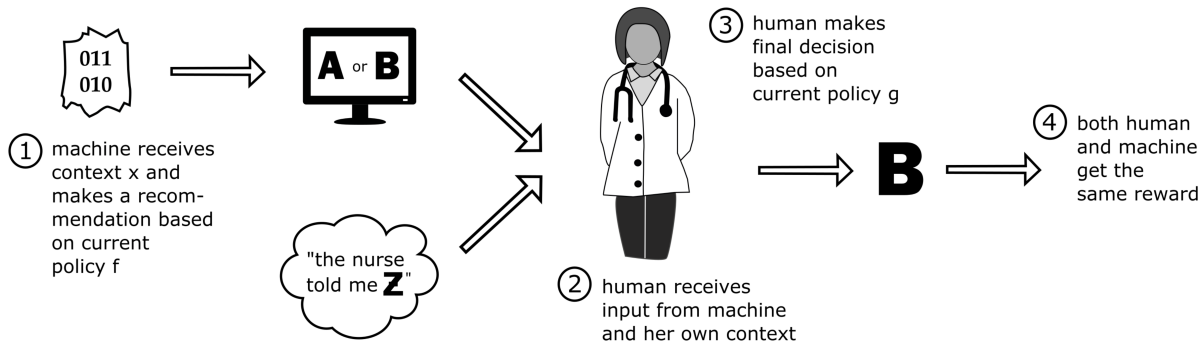 011
010
1 machine receives
context x and
makes a recom-
mendation based
on current
policy f
A or B
"the nurse
told me Z"
2 human receives
input from machine
and her own context
3 human makes
final decision
based on
current policy g
B
4 both human
and machine
get the
same reward